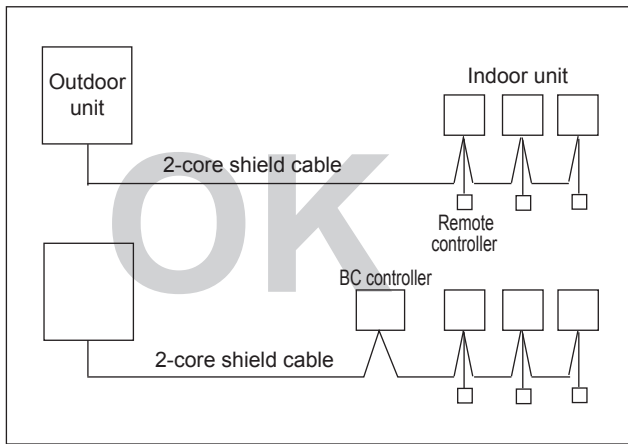 Outdoor
unit
Indoor unit
2-core shield cable
Remote
controller
OK
BC controller
2-core shield cable